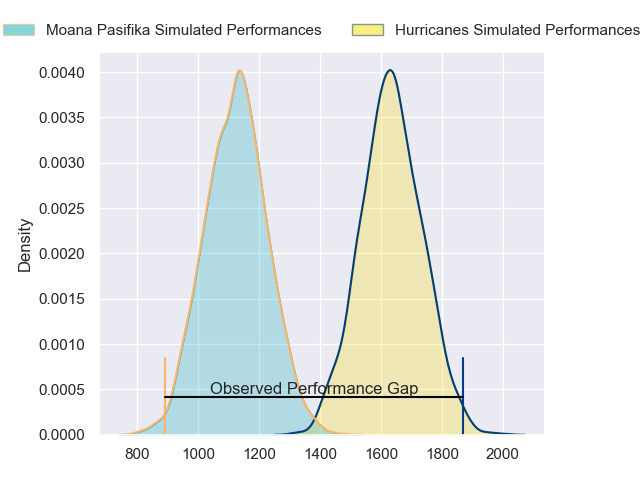 Moana Pasifika Simulated Performances
Hurricanes Simulated Performances
0.0040
0.0035
0.0030
0.0025
0.0020
0.0015
0.0010
0.0005
0.0000
Density
Observed Performance Gap
800 1000 1200 1400 1600 1800 2000